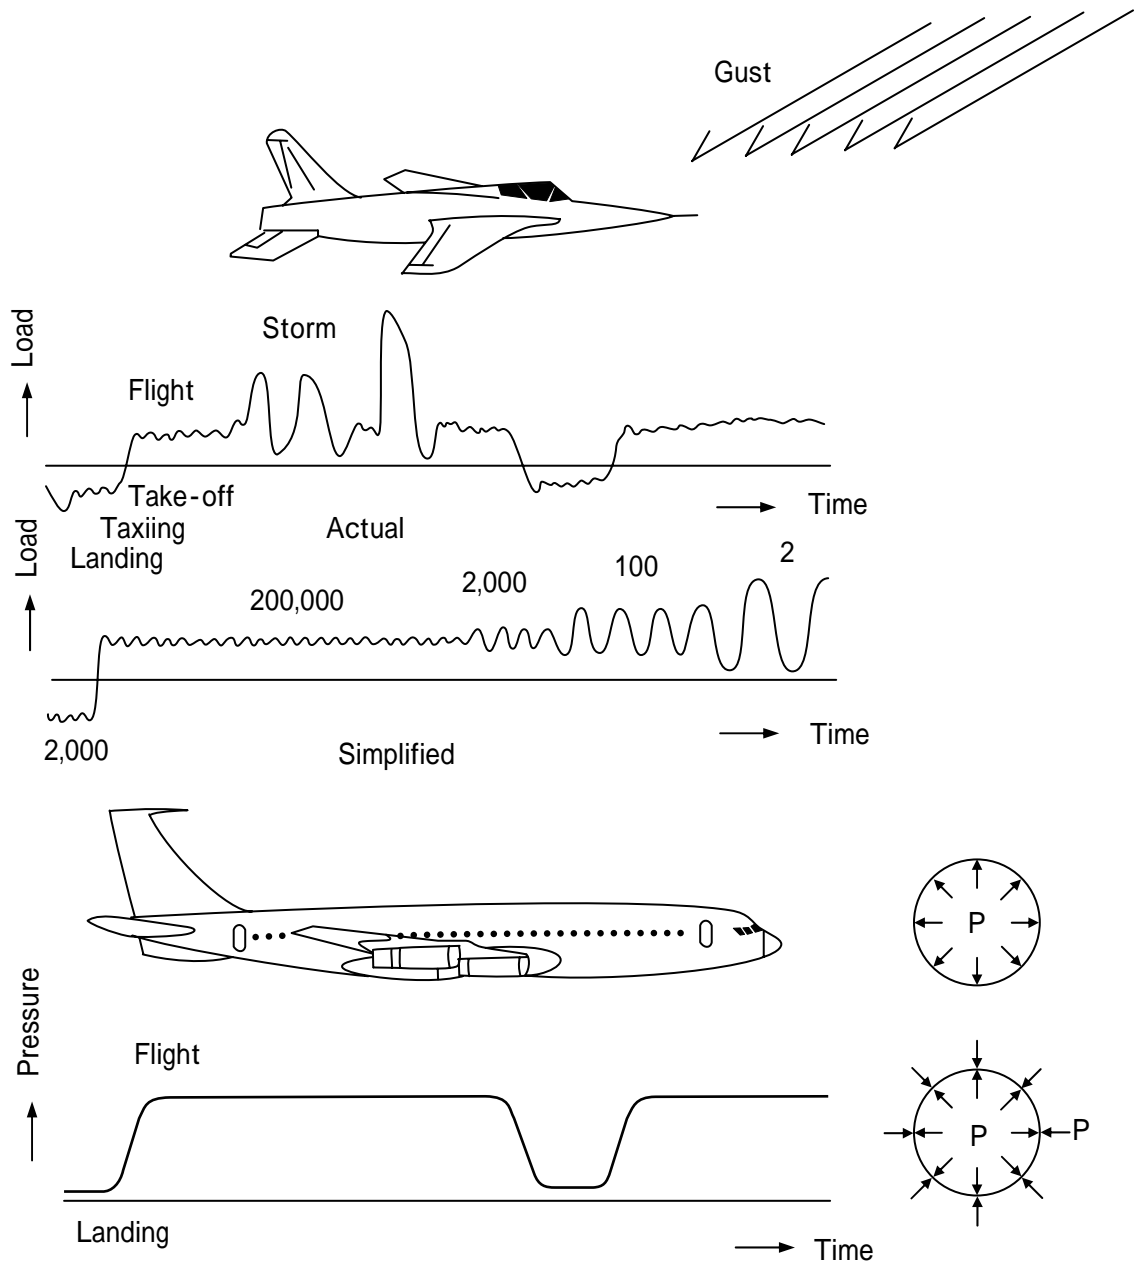 Gust
Load
Storm
Flight
Take-off
Time
Taxiing
Actual
Landing
Load
2
100
2,000
200,000
Time
2,000
Simplified
P
Pressure
Flight
P
P
Landing
Time